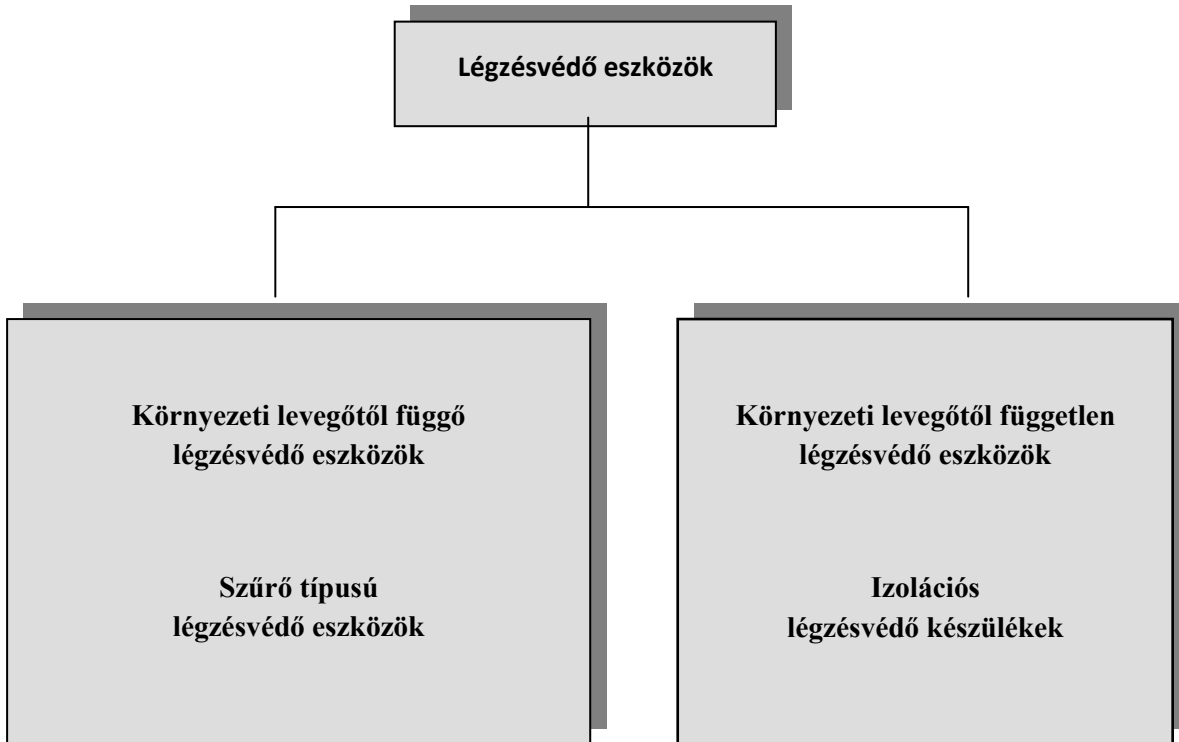 Légzésvédő eszközök
Környezeti levegőtől függő
légzésvédő eszközök
Szűrő típusú
légzésvédő eszközök
Környezeti levegőtől független
légzésvédő eszközök
Izolációs
légzésvédő készülékek